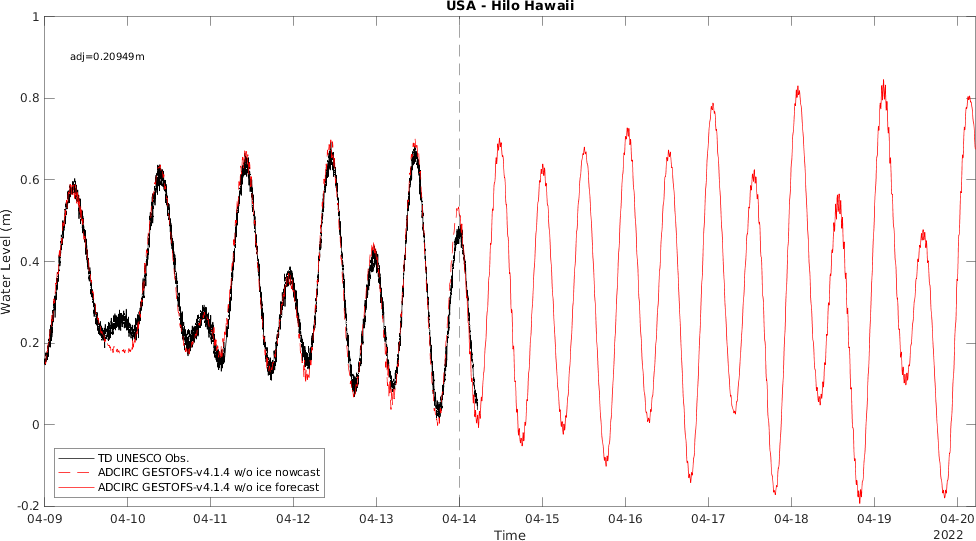 USA - Hilo Hawaii
adj=0.20949m
Water Level (m)
1
0.8
0.6
0.4
0.2
0
-0.2
TD UNESCO Obs.
ADCIRC GESTOFS-v4.1.4 w/o ice nowcast
ADCIRC GESTOFS-v4.1.4 w/o ice forecast
04-09 04-10 04-11 04-12 04-13 04-14 04-15 04-16 04-17 04-18 04-19 04-20
Time
2022